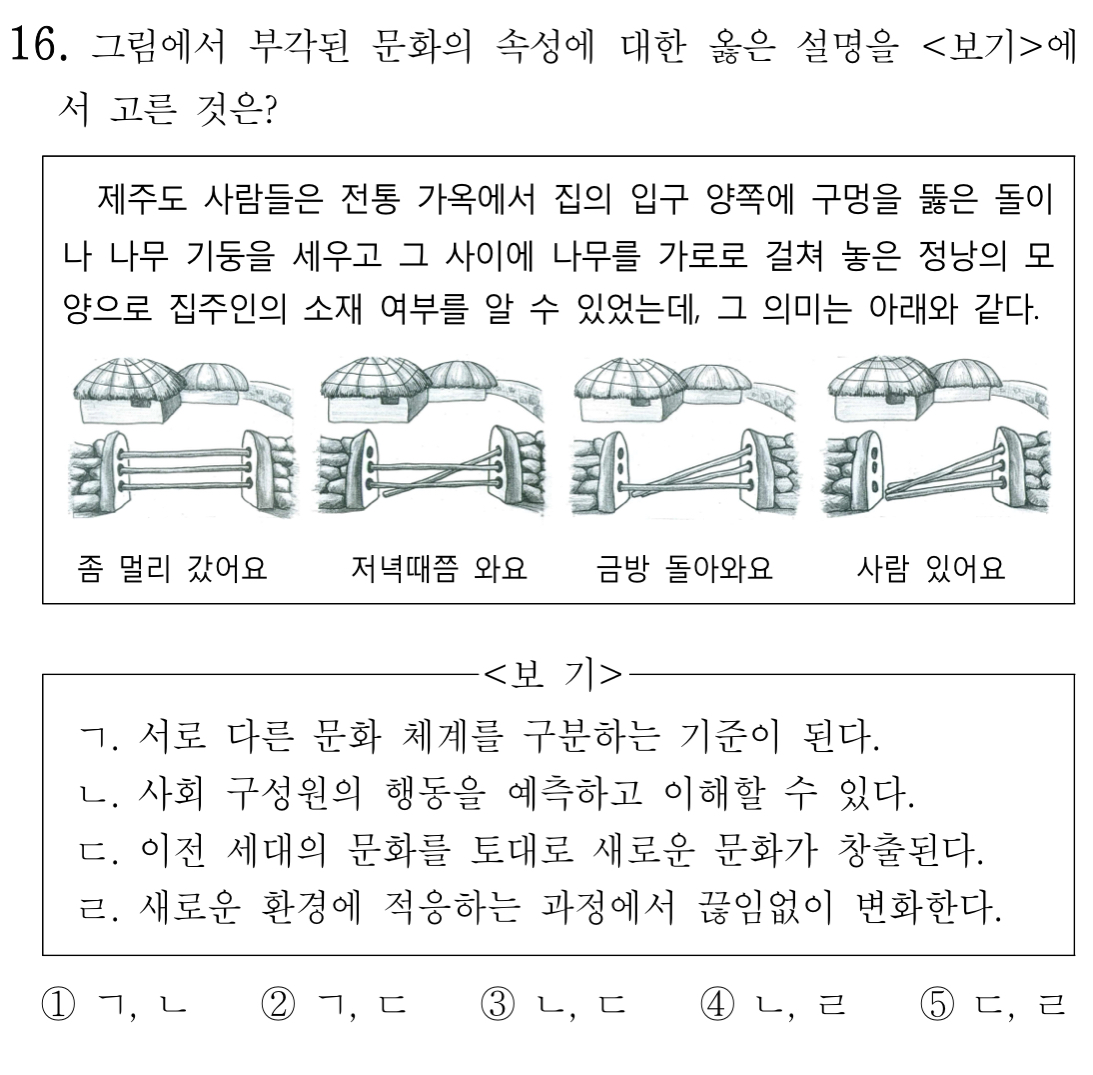 16. 그림에서 부각된 문화의 속성에 대한 옳은 설명을 <보기>에
서 고른 것은?
제주도 사람들은 전통 가옥에서 집의 입구 양쪽에 구멍을 뚫은 돌이
나 나무 기둥을 세우고 그 사이에 나무를 가로로 걸쳐 놓은 정낭의 모
양으로 집주인의 소재 여부를 알 수 있었는데, 그 의미는 아래와 같다.
좀 멀리 갔어요 저녁때쯤 와요 금방 돌아와요 사람 있어요
<보 기>
ㄱ. 서로 다른 문화 체계를 구분하는 기준이 된다.
ㄴ. 사회 구성원의 행동을 예측하고 이해할 수 있다.
ㄷ. 이전 세대의 문화를 토대로 새로운 문화가 창출된다.
ㄹ. 새로운 환경에 적응하는 과정에서 끊임없이 변화한다.
① ㄱ, ㄴ ② ㄱ, ㄷ ③ ㄴ, ㄷ ④ ㄴ, ㄹ ⑤ ㄷ, ㄹ